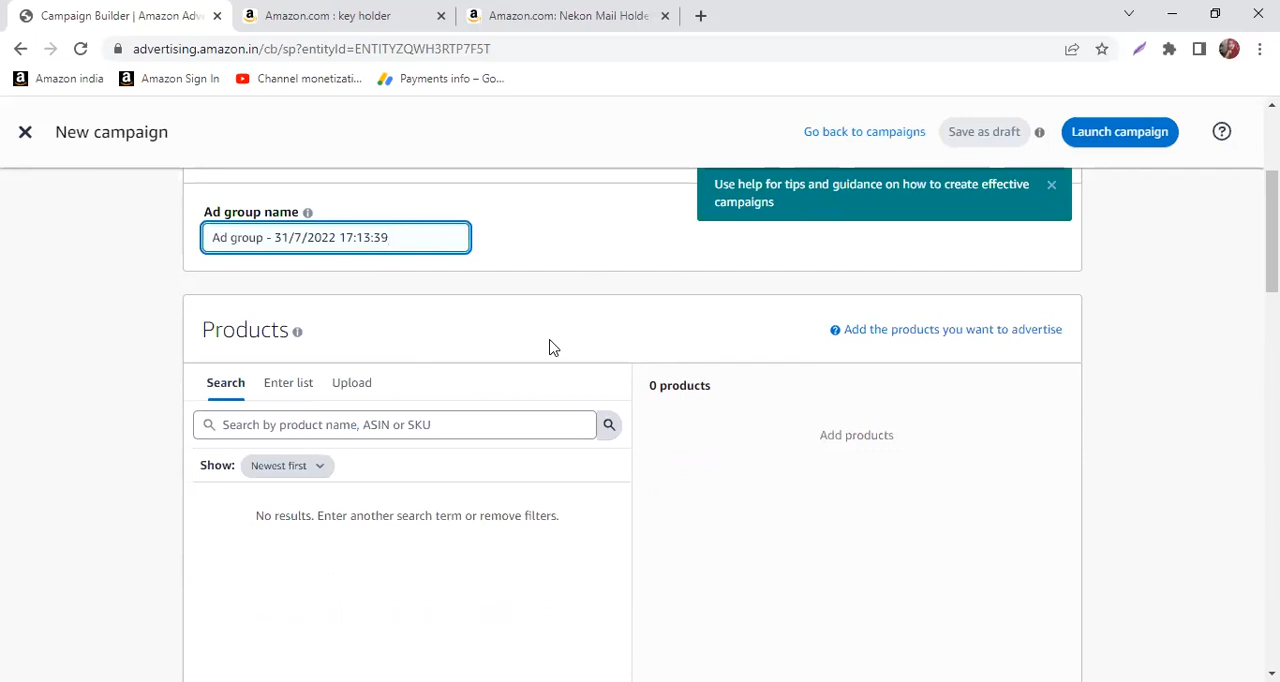 Campaign Builder | Amazon Adv
Amazon.com : key holder
Amazon.com: Nekon Mail Holde
advertising.amazon.in/cb/sp?entityId=ENTITYZQWH3RTP7F5T
Amazon india
Amazon Sign In
Channel monetizati...
Payments info – Go...
New campaign
Go back to campaigns
Save as draft
Launch campaign
Use help for tips and guidance on how to create effective
campaigns
Ad group name
Ad group - 31/7/2022 17:13:39
Products
Add the products you want to advertise
Search
Enter list
Upload
0 products
Search by product name, ASIN or SKU
Add products
Show:
Newest first
No results. Enter another search term or remove filters.